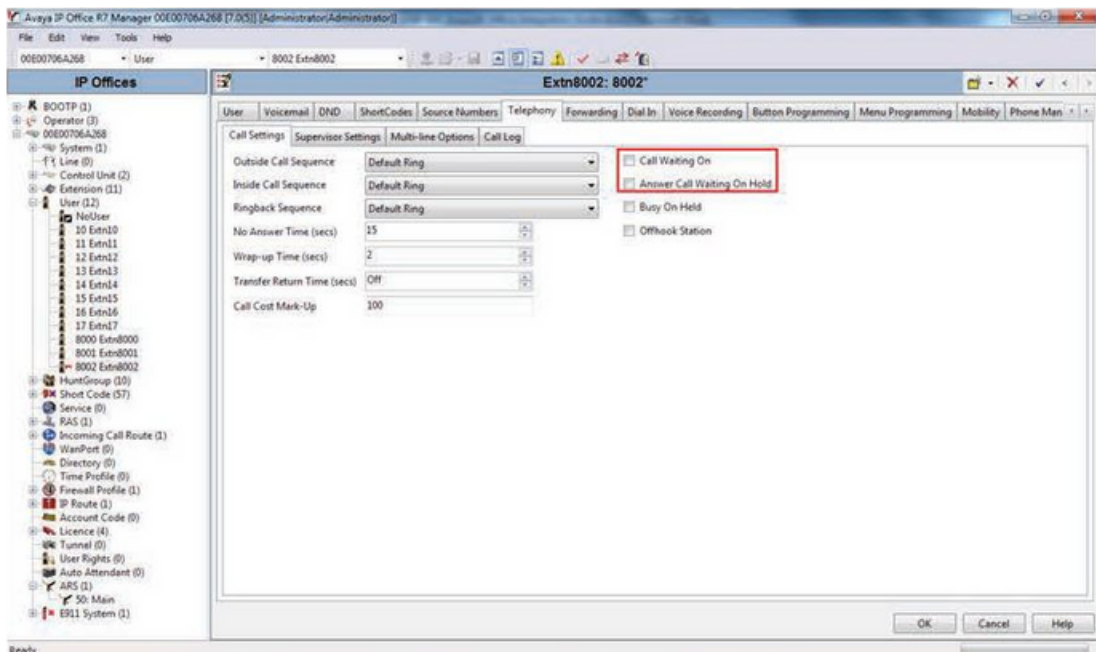 Avaya IP Office R7 Manager 00E00706A268 [7.0(5)] [Administrator(Administrator)]
File Edit View Tools Help
00E00706A268 User 8002 Extn8002
IP Offices
Extn8002: 8002*
BOOTP (1)
Operator (3)
00E00706A268
System (1)
Line (0)
Control Unit (2)
Extension (11)
User (12)
NoUser
10 Extn10
11 Extn11
12 Extn12
13 Extn13
14 Extn14
15 Extn15
16 Extn16
17 Extn17
8000 Extn8000
8001 Extn8001
8002 Extn8002
HuntGroup (10)
Short Code (57)
Service (0)
RAS (1)
Incoming Call Route (1)
WanPort (0)
Directory (0)
Time Profile (0)
Firewall Profile (1)
IP Route (1)
Account Code (0)
Licence (4)
Tunnel (0)
User Rights (0)
Auto Attendant (0)
ARS (1)
50: Main
E911 System (1)
User Voicemail DND ShortCodes Source Numbers Telephony Forwarding Dial In Voice Recording Button Programming Menu Programming Mobility Phone Man
Call Settings Supervisor Settings Multi-line Options Call Log
Outside Call Sequence Default Ring Call Waiting On
Inside Call Sequence Default Ring Answer Call Waiting On Hold
Ringback Sequence Default Ring Busy On Held
No Answer Time (secs) 15 Offhook Station
Wrap-up Time (secs) 2
Transfer Return Time (secs) Off
Call Cost Mark-Up 100
OK Cancel Help
Ready